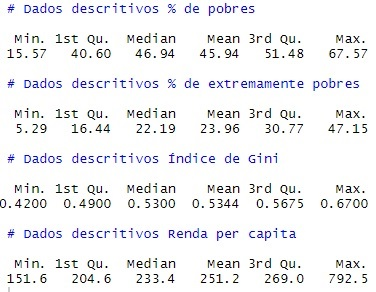 # Dados descritivos % de pobres
Min. 1st Qu. Median Mean 3rd Qu. Max.
15.57 40.60 46.94 45.94 51.48 67.57
# Dados descritivos % de extremamente pobres
Min. 1st Qu. Median Mean 3rd Qu. Max.
5.29 16.44 22.19 23.96 30.77 47.15
# Dados descritivos Índice de Gini
Min. 1st Qu. Median Mean 3rd Qu. Max.
0.4200 0.4900 0.5300 0.5344 0.5675 0.6700
# Dados descritivos Renda per capita
Min. 1st Qu. Median Mean 3rd Qu. Max.
151.6 204.6 233.4 251.2 269.0 792.5